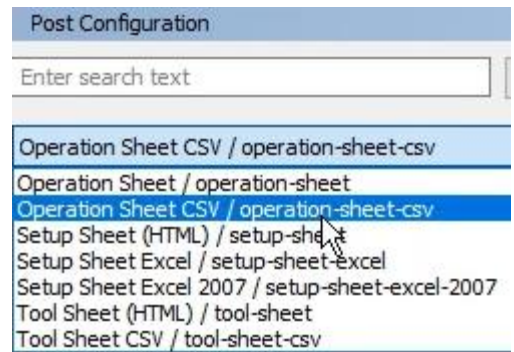 Post Configuration
Enter search text
Operation Sheet CSV / operation-sheet-csv
Operation Sheet / operation-sheet
Operation Sheet CSV / operation-sheet-csv
Setup Sheet (HTML) / setup-sheet
Setup Sheet Excel / setup-sheet-excel
Setup Sheet Excel 2007 / setup-sheet-excel-2007
Tool Sheet (HTML) / tool-sheet
Tool Sheet CSV / tool-sheet-csv